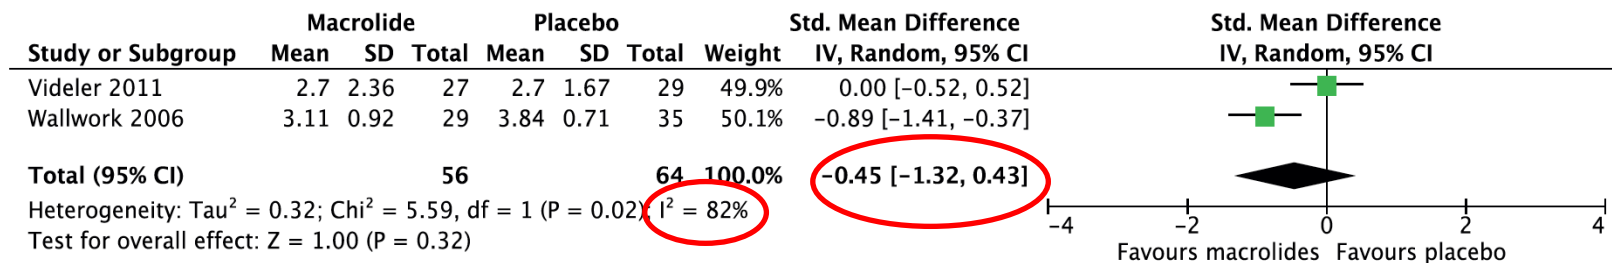 Macrolide Placebo Std. Mean Difference Std. Mean Difference
Study or Subgroup Mean SD Total Mean SD Total Weight IV, Random, 95% CI IV, Random, 95% CI
Videler 2011 2.7 2.36 27 2.7 1.67 29 49.9% 0.00 [−0.52, 0.52]
Wallwork 2006 3.11 0.92 29 3.84 0.71 35 50.1% −0.89 [−1.41, −0.37]
Total (95% CI) 56 64 100.0% −0.45 [−1.32, 0.43]
Heterogeneity: Tau² = 0.32; Chi² = 5.59, df = 1 (P = 0.02); I² = 82%
Test for overall effect: Z = 1.00 (P = 0.32)
−4 −2 0 2 4
Favours macrolides Favours placebo